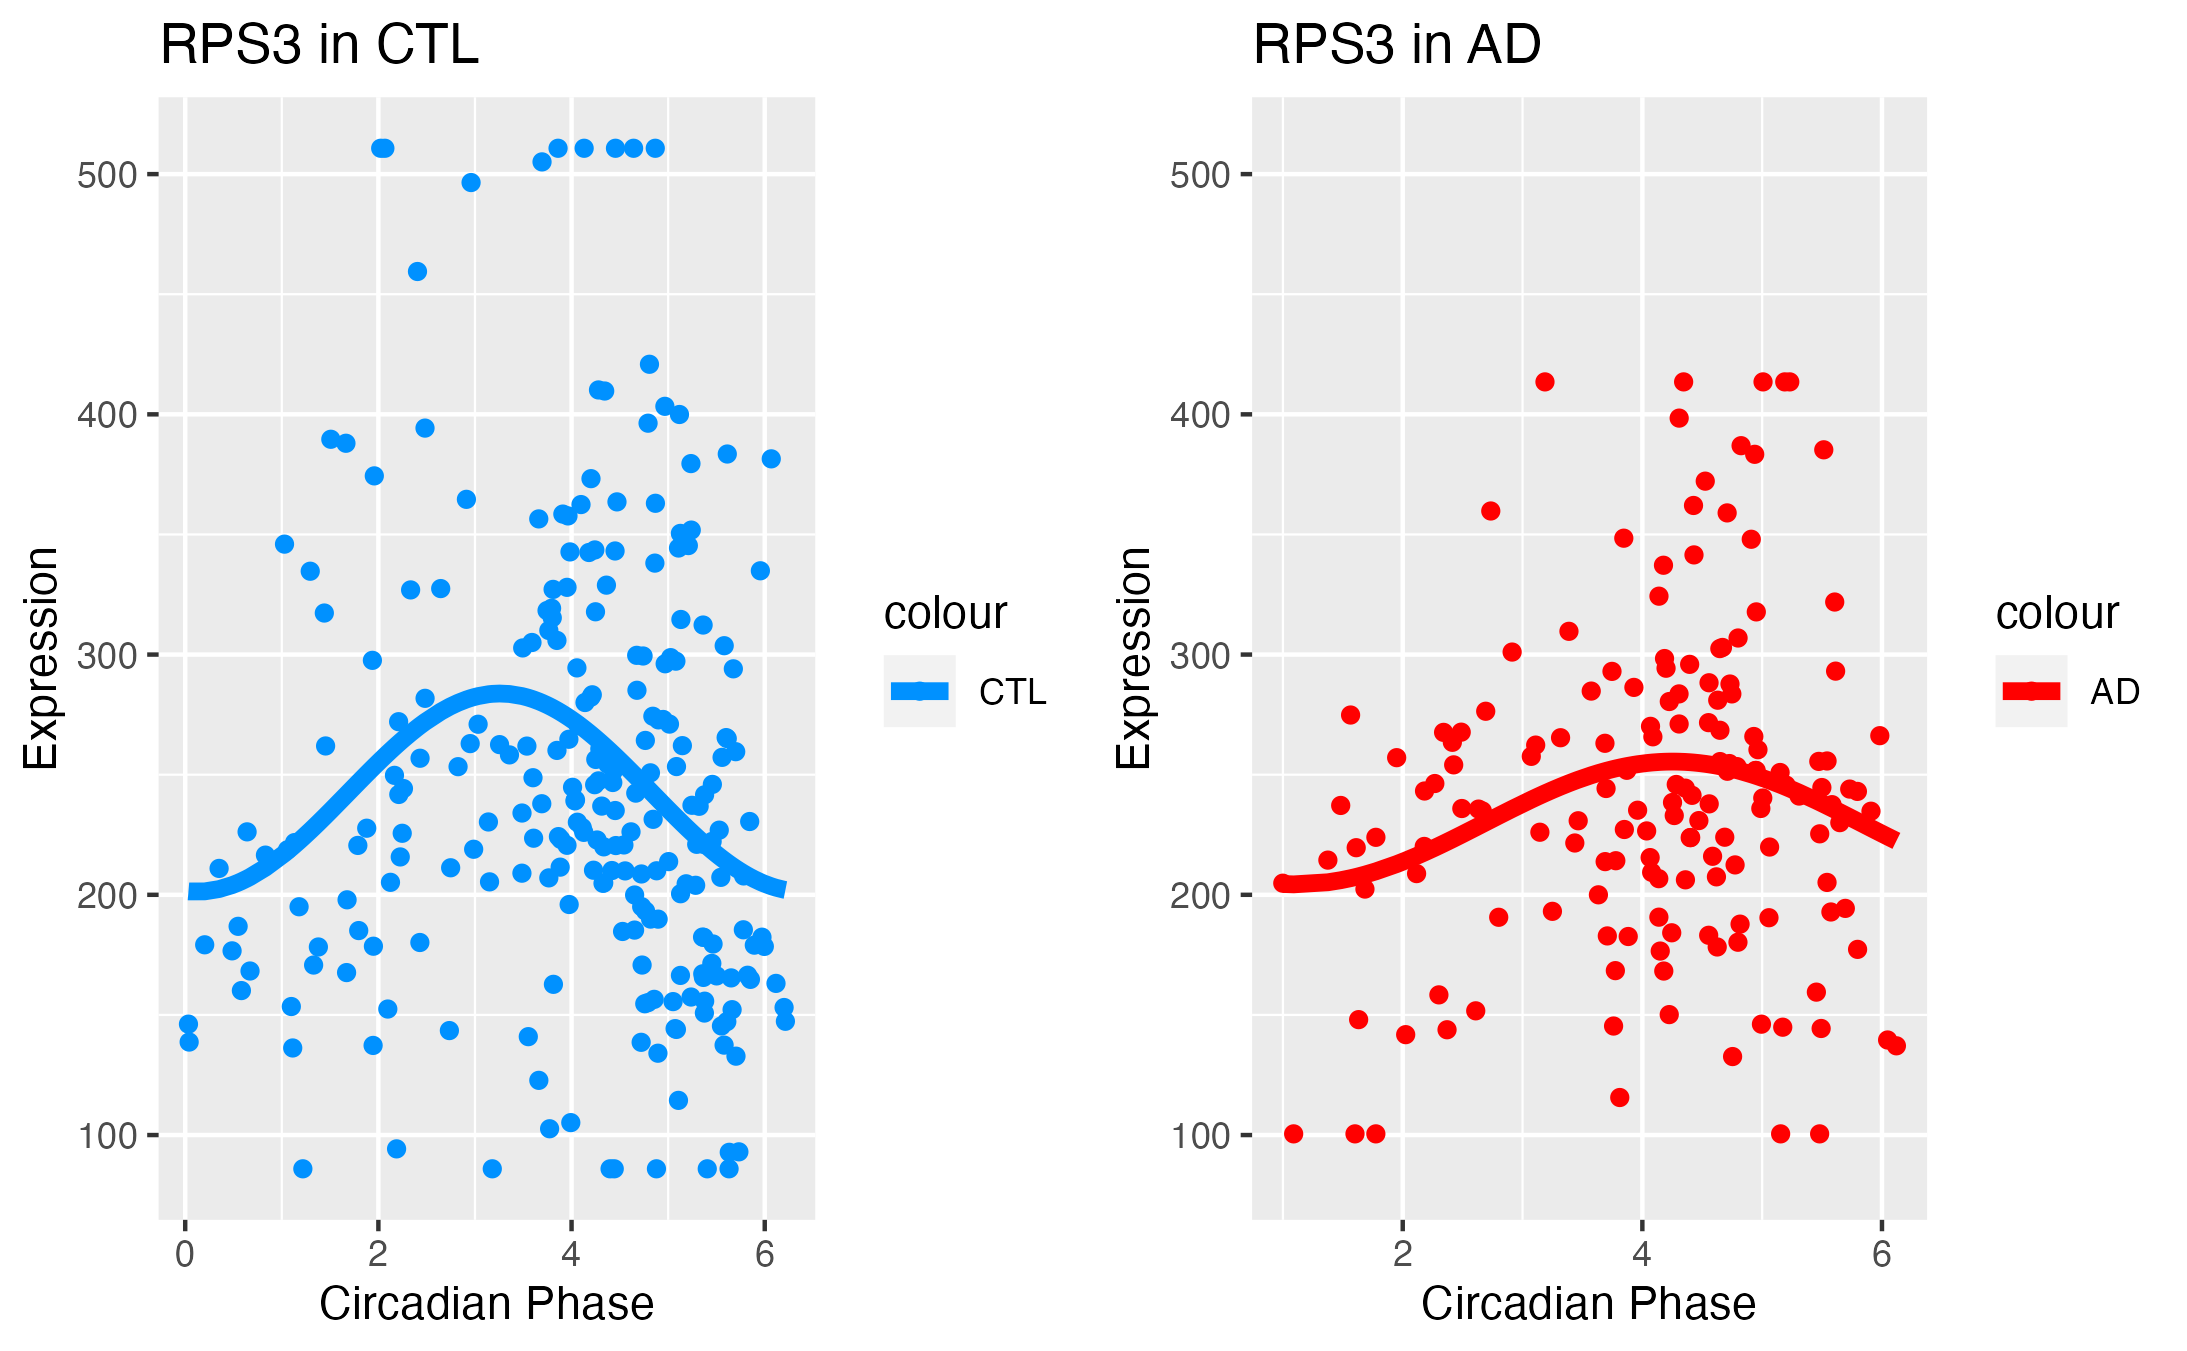 RPS3 in CTL
Expression
500
400
300
200
100
0 2 4 6
Circadian Phase
colour
CTL
RPS3 in AD
Expression
500
400
300
200
100
2 4 6
Circadian Phase
colour
AD